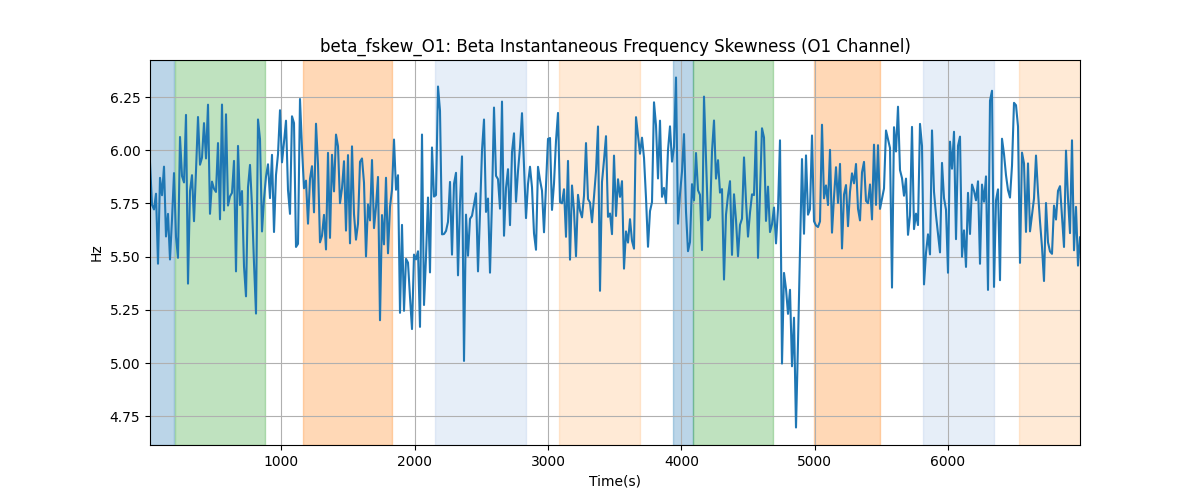 beta_fskew_O1: Beta Instantaneous Frequency Skewness (O1 Channel)
6.25
6.00
5.75
5.50
5.25
5.00
4.75
Hz
1000 2000 3000 4000 5000 6000
Time(s)